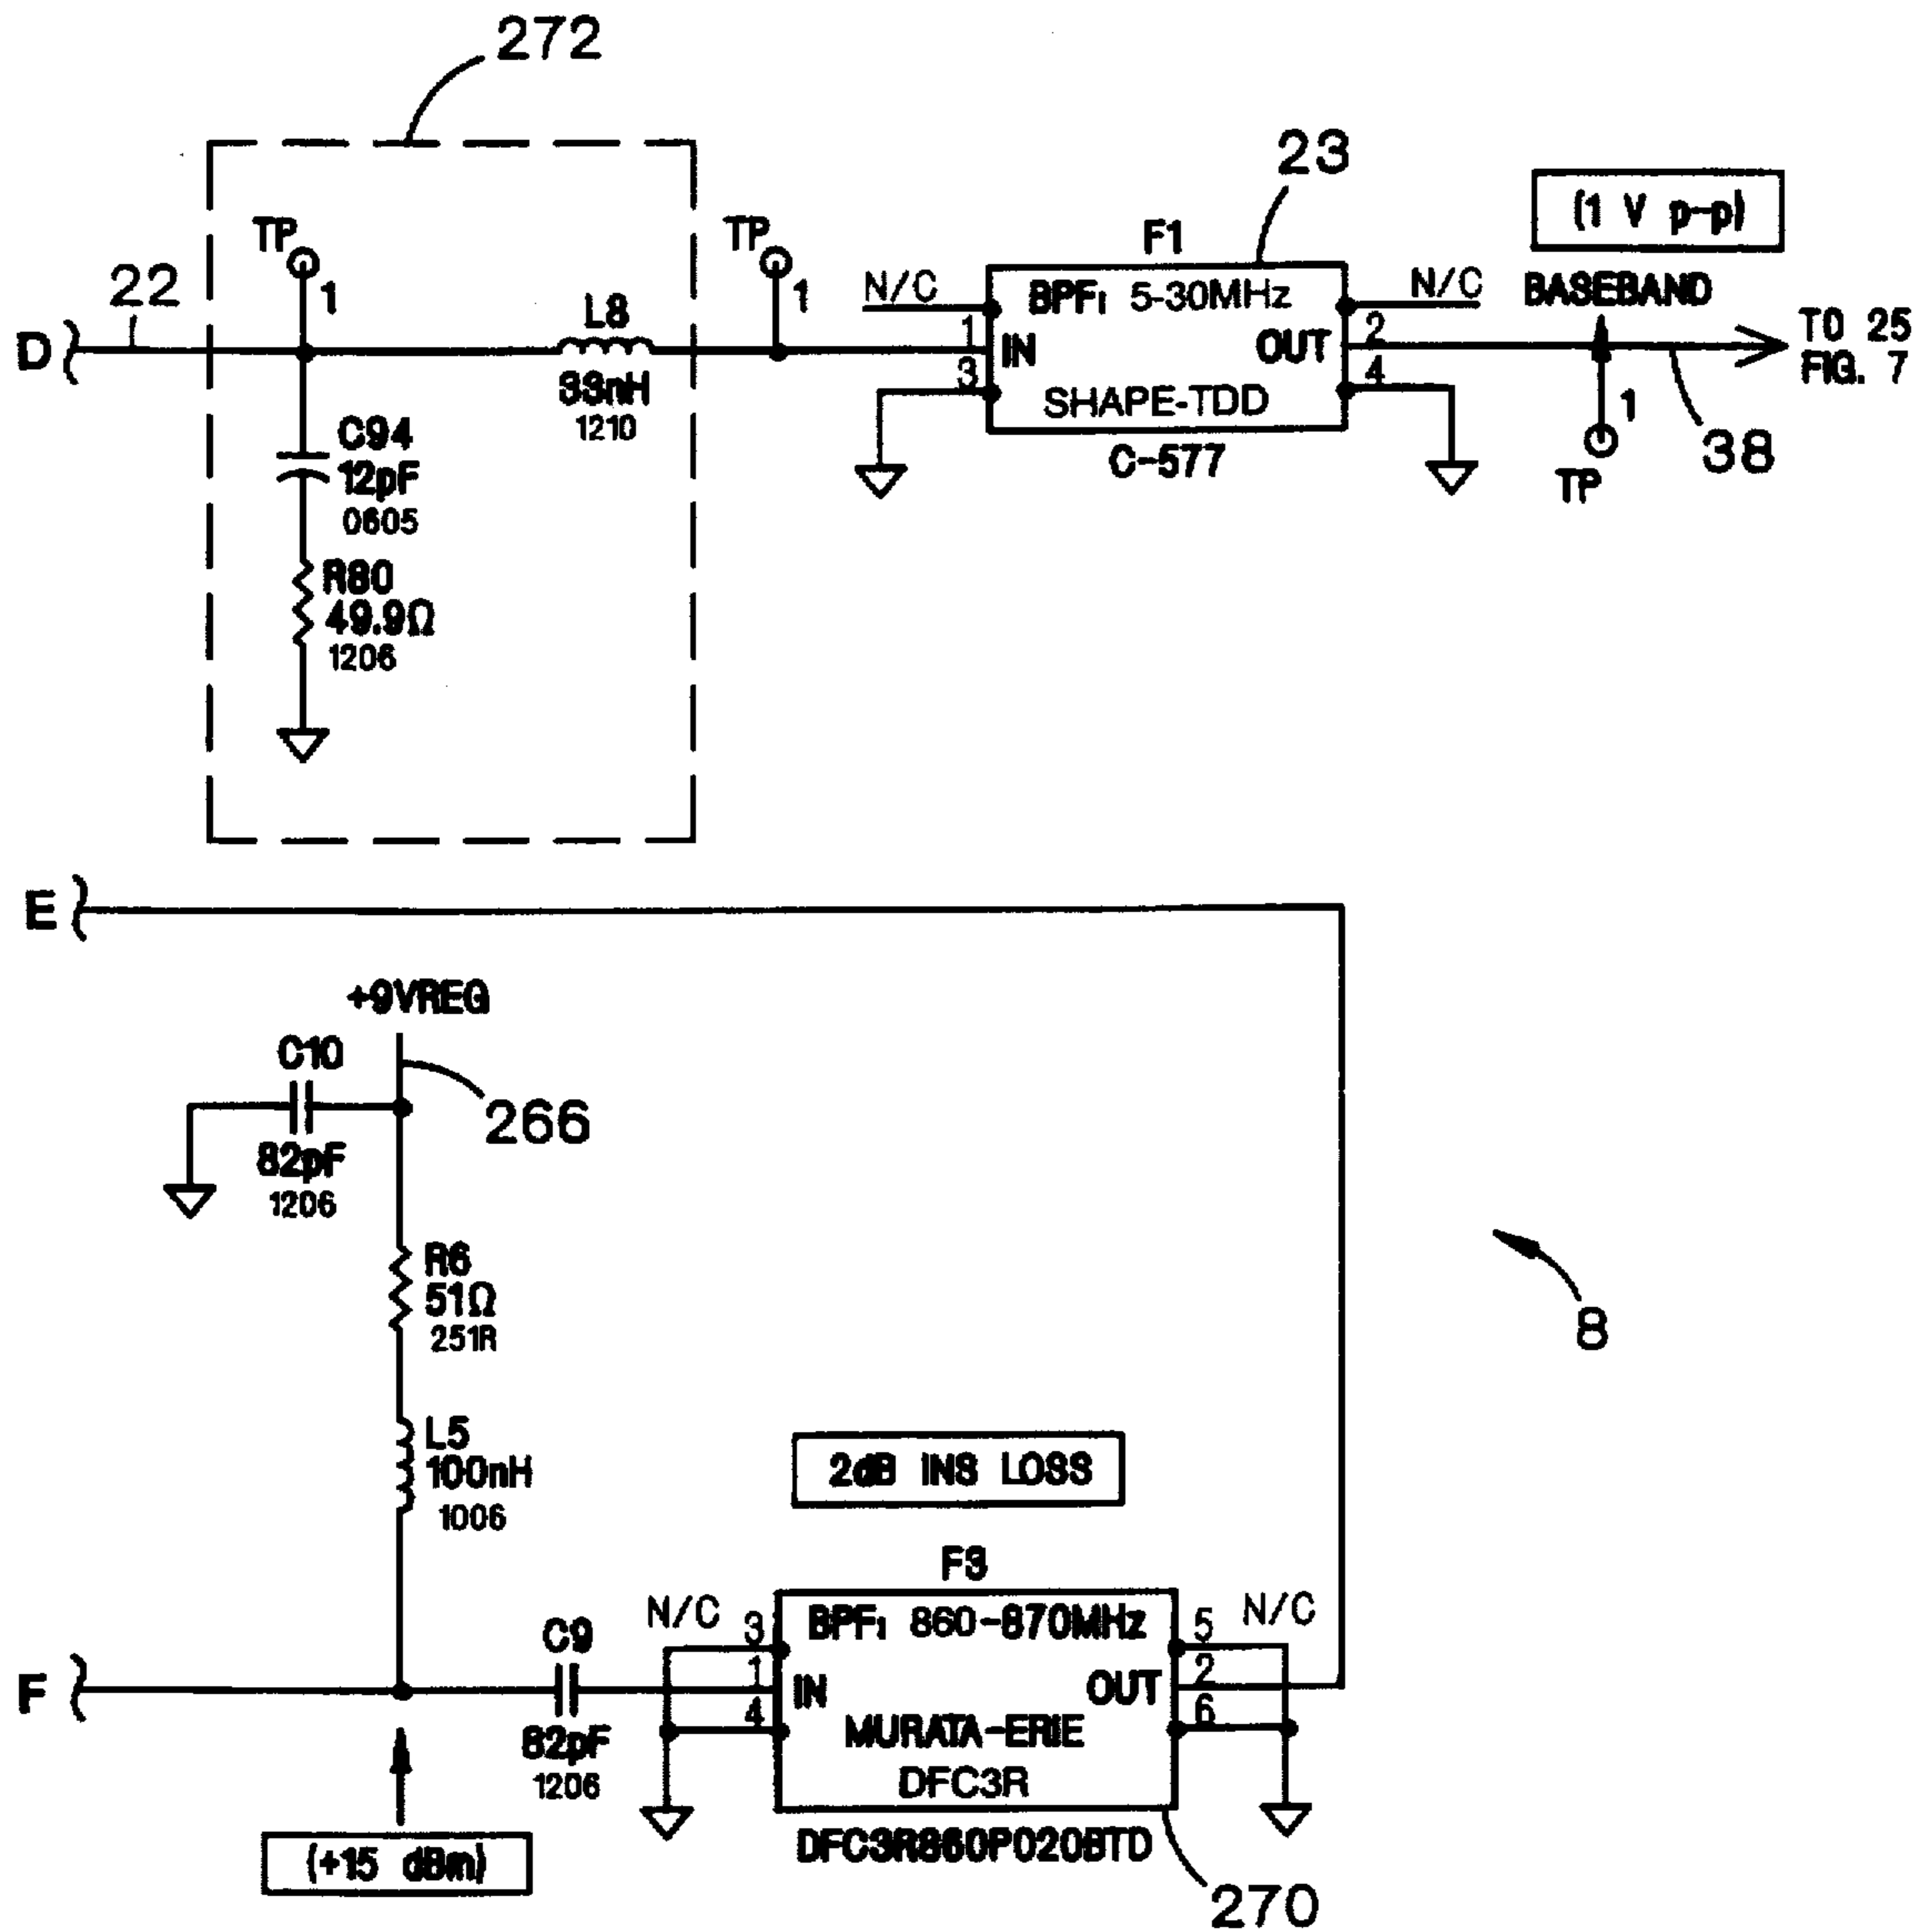 272
23
(1 V p-p)
TP
1
TP
1
F1
22
D
L8
33nH
1210
N/C
BPF: 5-30MHz
N/C
BASEBAND
1
IN
OUT
2
3
4
SHAPE-TDD
C-577
TO 25
FIG. 7
1
TP
38
C94
12pF
0605
R80
49.9Ω
1206
E
+9VREG
C10
82pF
1206
266
R6
51Ω
251R
8
L5
100nH
1006
2dB INS LOSS
F3
N/C
3
BPF: 860-870MHz
5
N/C
F
C9
82pF
1206
1
IN
OUT
2
4
6
MURATA-ERIE
DFC3R
DFC3R860P020BTD
(+15 dBm)
270